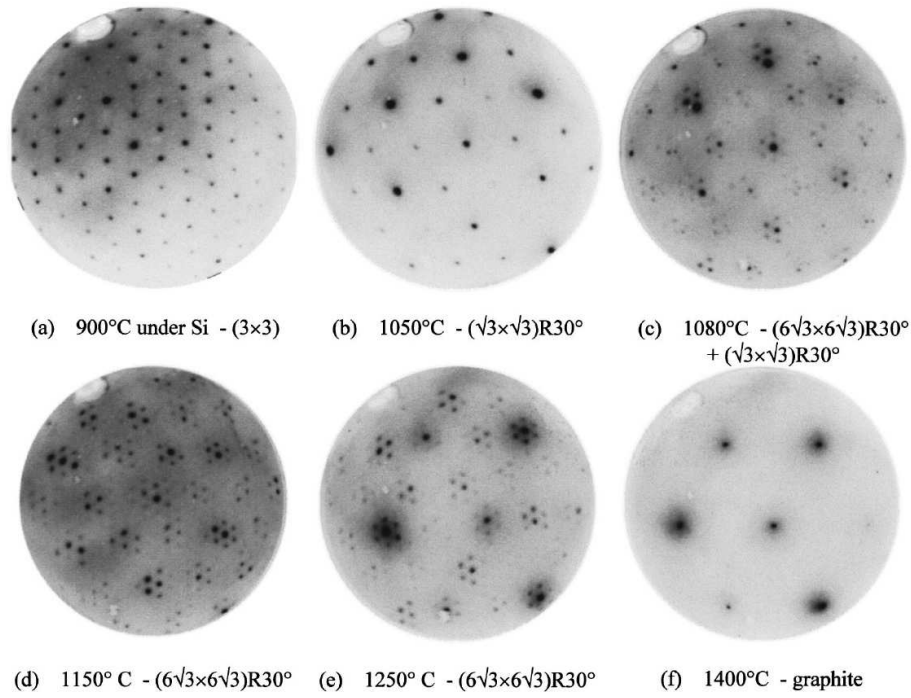 (a) 900°C under Si - (3×3)
(b) 1050°C - (√3×√3)R30°
(c) 1080°C - (6√3×6√3)R30°
+ (√3×√3)R30°
(d) 1150° C - (6√3×6√3)R30°
(e) 1250° C - (6√3×6√3)R30°
(f) 1400°C - graphite